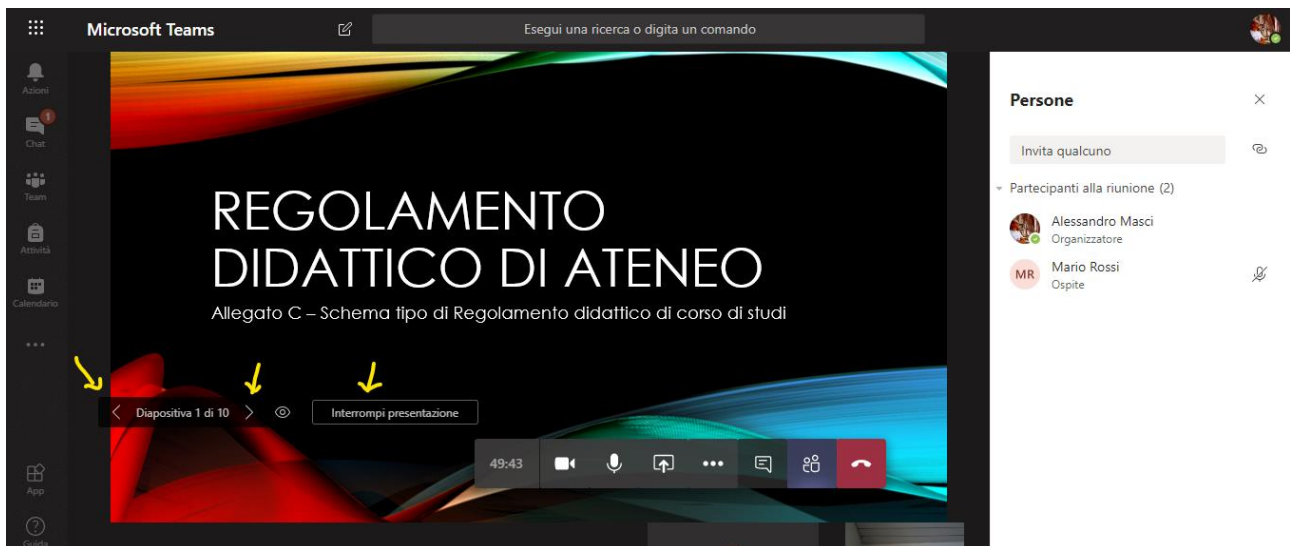 Microsoft Teams
Esegui una ricerca o digita un comando
Azioni
1
Chat
Team
Attività
Calendario
App
Guida
REGOLAMENTO
DIDATTICO DI ATENEO
Allegato C – Schema tipo di Regolamento didattico di corso di studi
Diapositiva 1 di 10
Interrompi presentazione
49:43
Persone
Invita qualcuno
Partecipanti alla riunione (2)
Alessandro Masci
Organizzatore
MR
Mario Rossi
Ospite